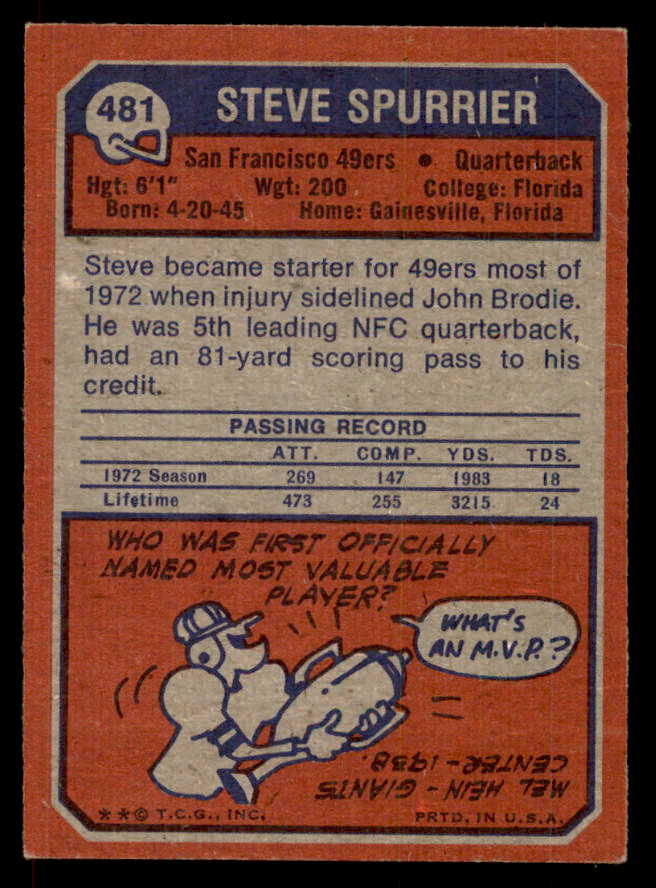 481
STEVE SPURRIER
San Francisco 49ers • Quarterback
Hgt: 6'1" Wgt: 200 College: Florida
Born: 4-20-45 Home: Gainesville, Florida
Steve became starter for 49ers most of
1972 when injury sidelined John Brodie.
He was 5th leading NFC quarterback,
had an 81-yard scoring pass to his
credit.
PASSING RECORD
ATT. COMP. YDS. TDS.
1972 Season 269 147 1983 18
Lifetime 473 255 3215 24
WHO WAS FIRST OFFICIALLY
NAMED MOST VALUABLE
PLAYER?
WHAT'S
AN M.V.P.?
MEL HEIN - GIANTS
CENTER - 1938.
**© T.C.G., INC. PRTD. IN U.S.A.